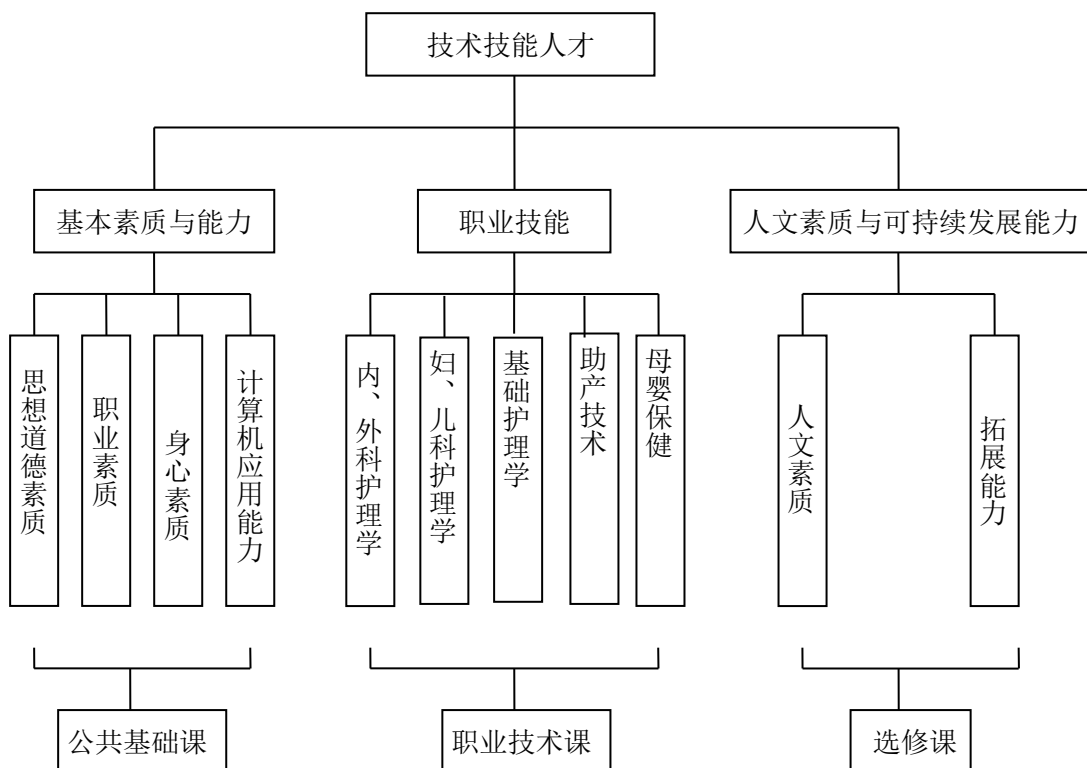 技术技能人才
基本素质与能力
职业技能
人文素质与可持续发展能力
思想道德素质
职业素质
身心素质
计算机应用能力
内、外科护理学
妇、儿科护理学
基础护理学
助产技术
母婴保健
人文素质
拓展能力
公共基础课
职业技术课
选修课